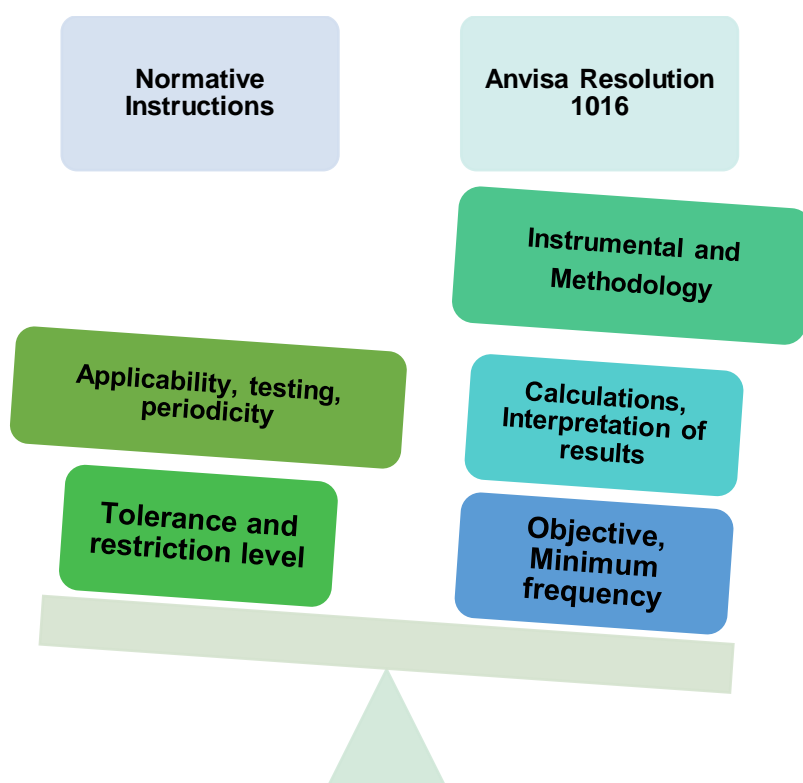 Normative
Instructions
Anvisa Resolution
1016
Instrumental and
Methodology
Applicability, testing,
periodicity
Calculations,
Interpretation of
results
Tolerance and
restriction level
Objective,
Minimum
frequency